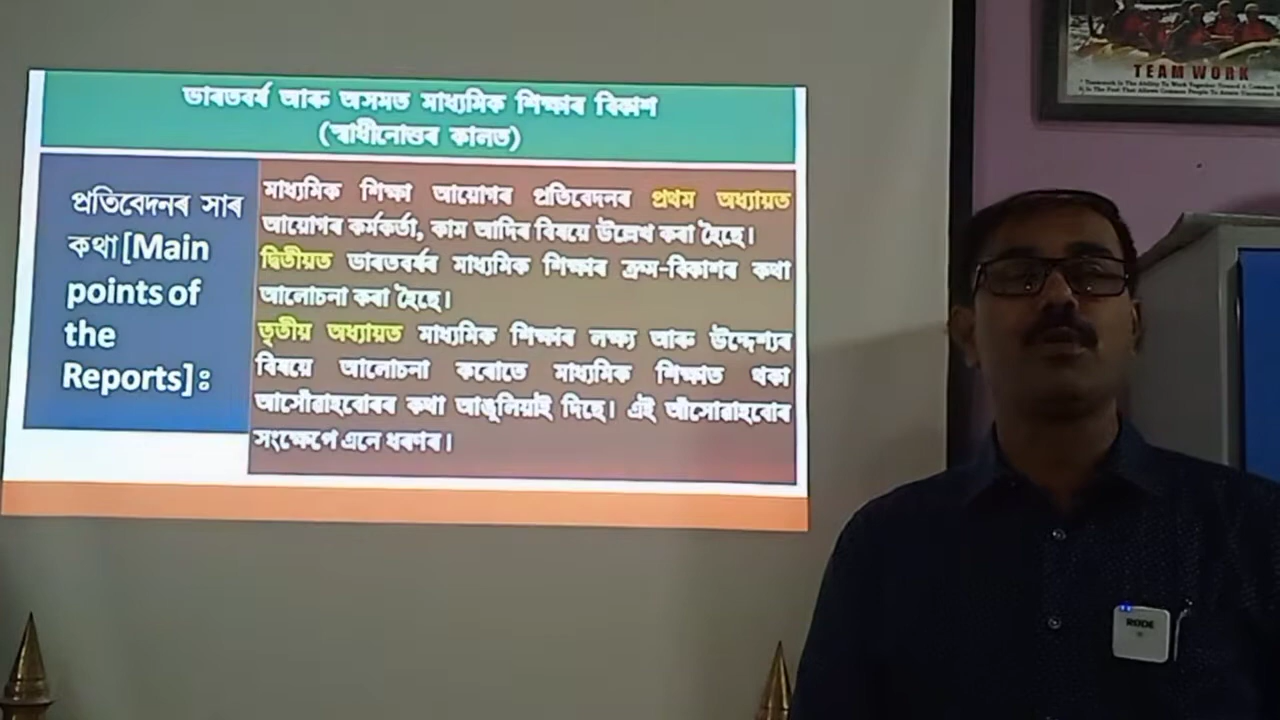 TEAM WORK
ভাৰতবৰ্ষ আৰু অসমত মাধ্যমিক শিক্ষাৰ বিকাশ
(স্বাধীনোত্তৰ কালত)
প্ৰতিবেদনৰ সাৰ
কথা [Main
points of
the
Reports] ঃ
মাধ্যমিক শিক্ষা আয়োগৰ প্ৰতিবেদনৰ প্ৰথম অধ্যায়ত
আয়োগৰ কৰ্মকৰ্তা, কাম আদিৰ বিষয়ে উল্লেখ কৰা হৈছে।
দ্বিতীয়ত ভাৰতবৰ্ষৰ মাধ্যমিক শিক্ষাৰ ক্ৰম-বিকাশৰ কথা
আলোচনা কৰা হৈছে।
তৃতীয় অধ্যায়ত মাধ্যমিক শিক্ষাৰ লক্ষ্য আৰু উদ্দেশ্যৰ
বিষয়ে আলোচনা কৰোতে মাধ্যমিক শিক্ষাত থকা
আসোঁৱাহবোৰৰ কথা আঙুলিয়াই দিছে। এই আঁসোৱাহবোৰ
সংক্ষেপে এনে ধৰণৰ।
RODE